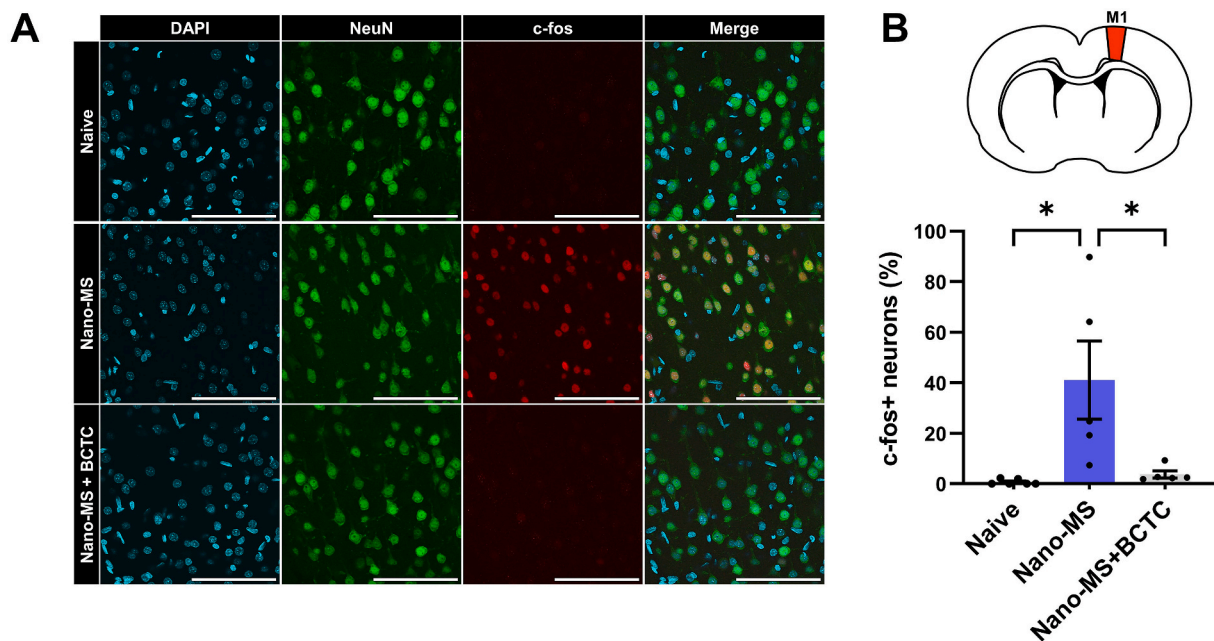 A
DAPI NeuN c-fos Merge
Naive
Nano-MS
Nano-MS + BCTC
B
M1
* *
c-fos+ neurons (%)
100
80
60
40
20
0
Naive
Nano-MS
Nano-MS+BCTC